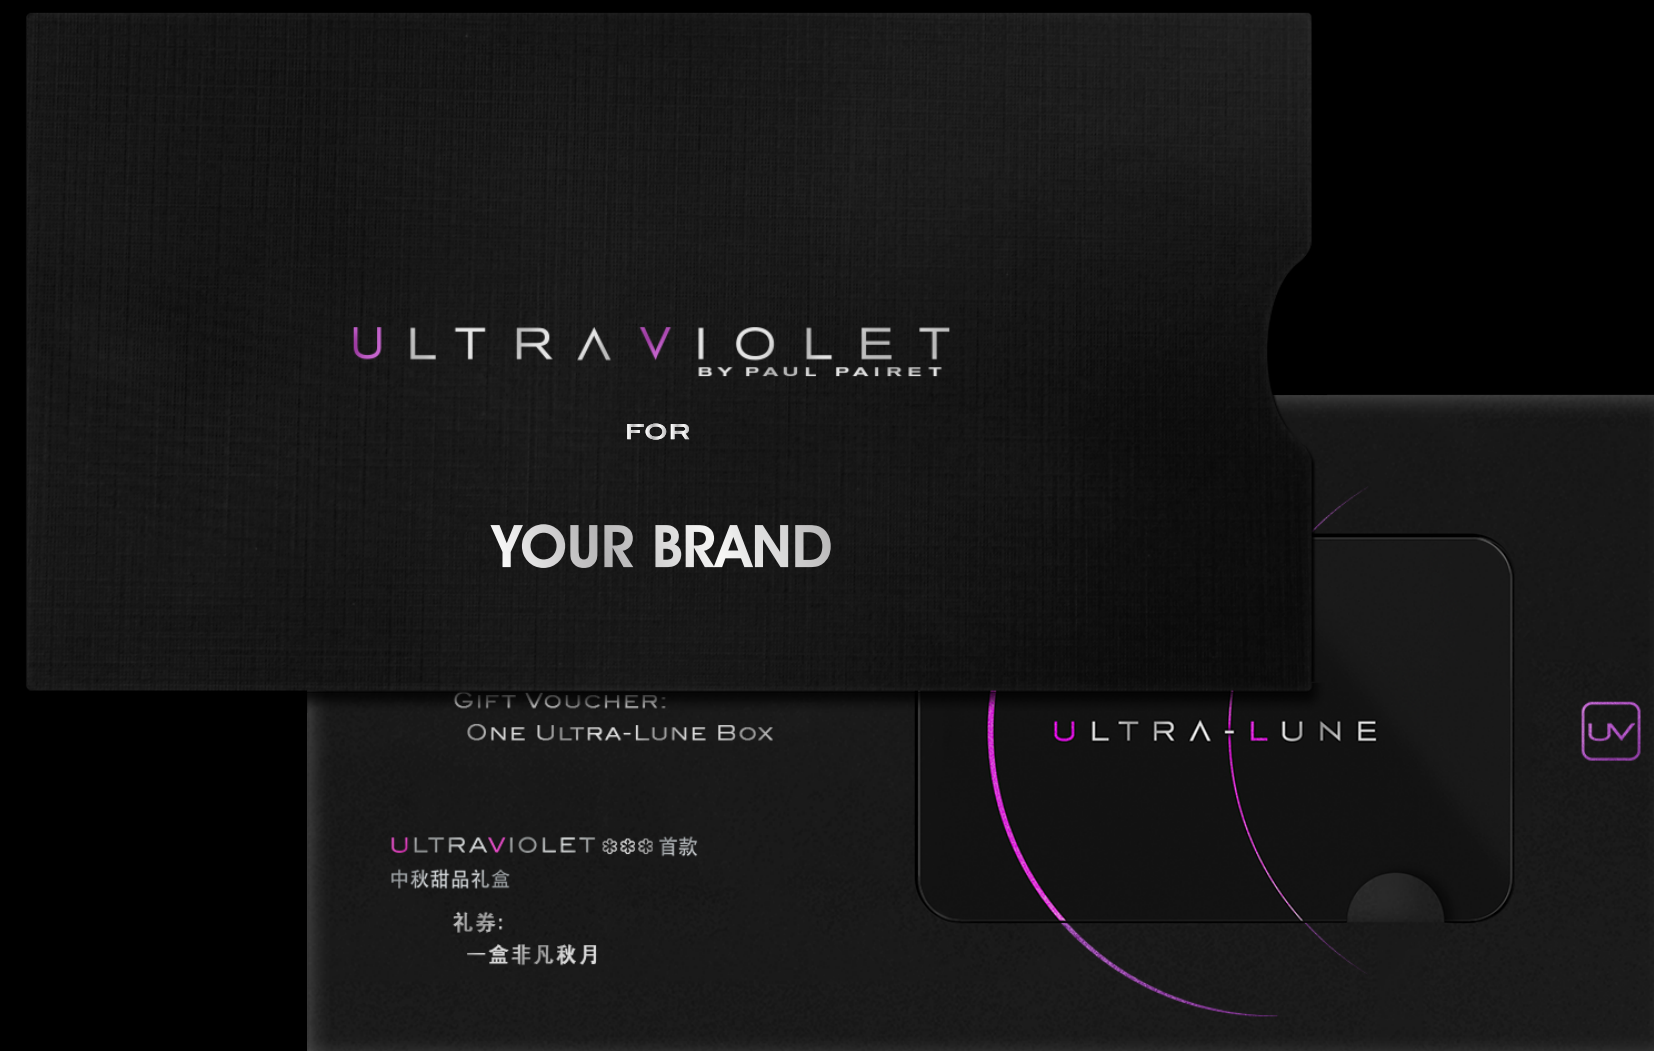 ULTRAVIOLET
BY PAUL PAIRET
FOR
YOUR BRAND
GIFT VOUCHER:
ONE ULTRA-LUNE BOX
ULTRA-LUNE
UV
ULTRAVIOLET 首款
中秋甜品礼盒
礼券:
一盒非凡秋月